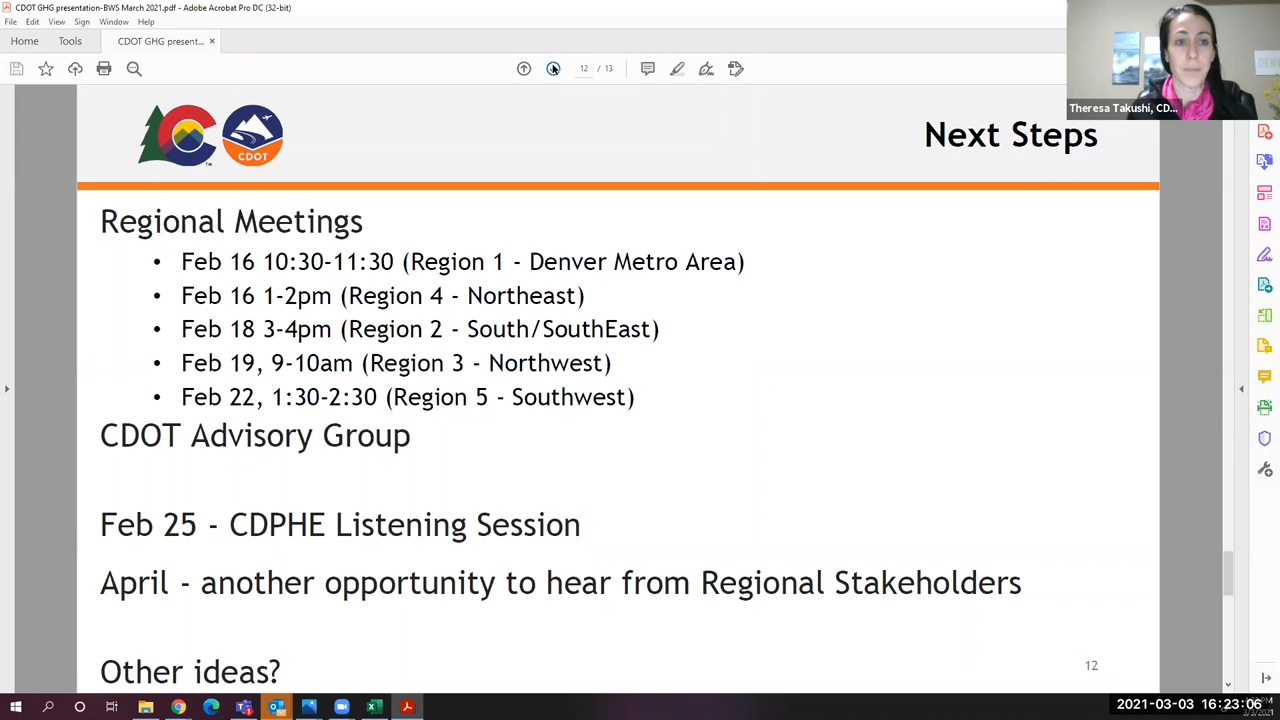 CDOT GHG presentation-BWS March 2021.pdf - Adobe Acrobat Pro DC (32-bit)
File Edit View Sign Window Help
Home Tools CDOT GHG present... ×
12 / 13
Theresa Takushi, CD...
CDOT
TM
Next Steps
Regional Meetings
• Feb 16 10:30-11:30 (Region 1 - Denver Metro Area)
• Feb 16 1-2pm (Region 4 - Northeast)
• Feb 18 3-4pm (Region 2 - South/SouthEast)
• Feb 19, 9-10am (Region 3 - Northwest)
• Feb 22, 1:30-2:30 (Region 5 - Southwest)
CDOT Advisory Group
Feb 25 - CDPHE Listening Session
April - another opportunity to hear from Regional Stakeholders
Other ideas?
12
2021-03-03 16:23:06